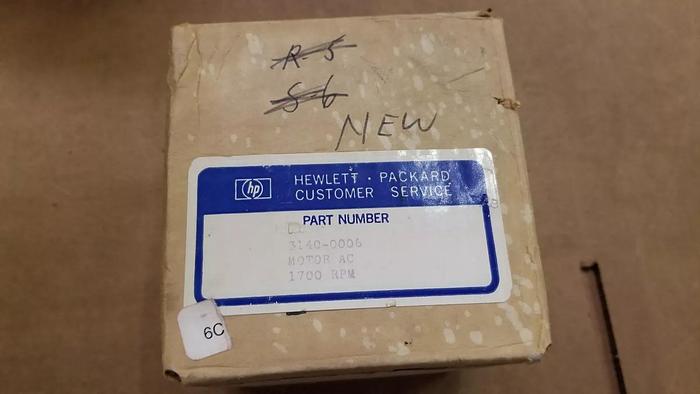 R-5
S-6
NEW
hp
HEWLETT · PACKARD
CUSTOMER SERVICE
PART NUMBER
3140-0006
MOTOR AC
1700 RPM
6C